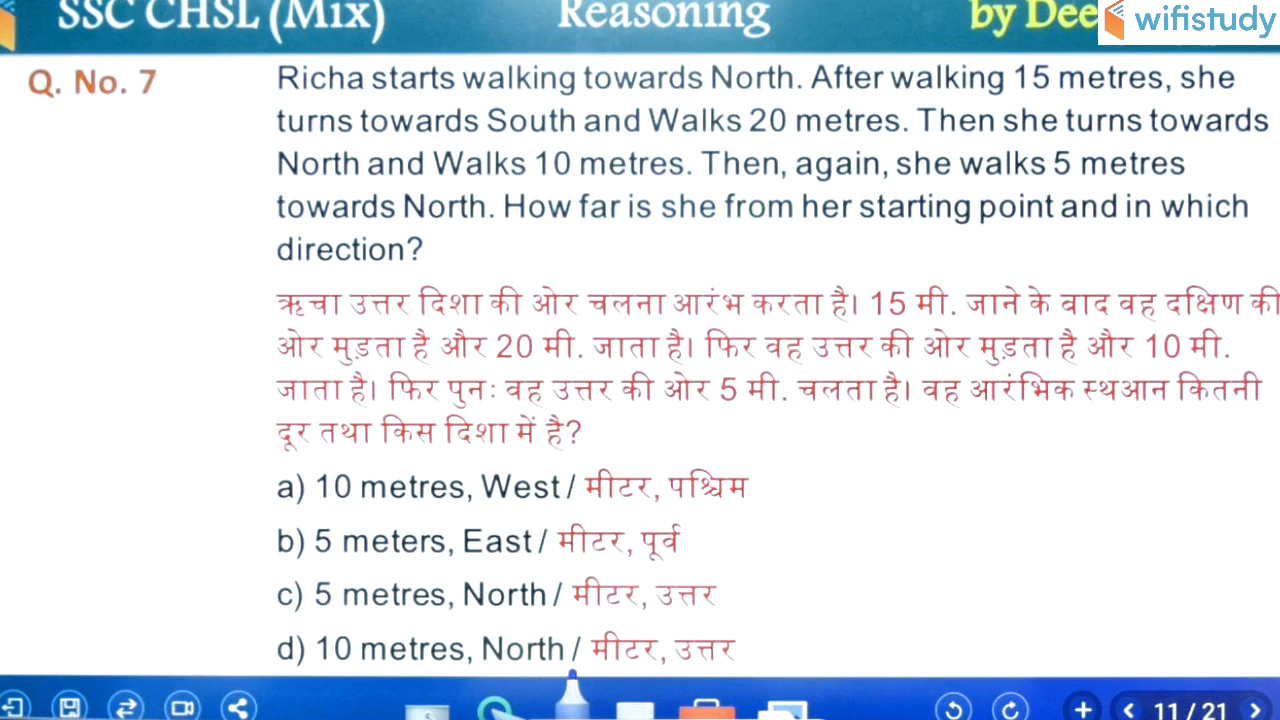 SSC CHSL (Mix) Reasoning by Dee wifistudy
Q. No. 7
Richa starts walking towards North. After walking 15 metres, she
turns towards South and Walks 20 metres. Then she turns towards
North and Walks 10 metres. Then, again, she walks 5 metres
towards North. How far is she from her starting point and in which
direction?
ऋचा उत्तर दिशा की ओर चलना आरंभ करता है। 15 मी. जाने के बाद वह दक्षिण की
ओर मुड़ता है और 20 मी. जाता है। फिर वह उत्तर की ओर मुड़ता है और 10 मी.
जाता है। फिर पुनः वह उत्तर की ओर 5 मी. चलता है। वह आरंभिक स्थआन कितनी
दूर तथा किस दिशा में है?
a) 10 metres, West / मीटर, पश्चिम
b) 5 meters, East / मीटर, पूर्व
c) 5 metres, North / मीटर, उत्तर
d) 10 metres, North / मीटर, उत्तर
11 / 21